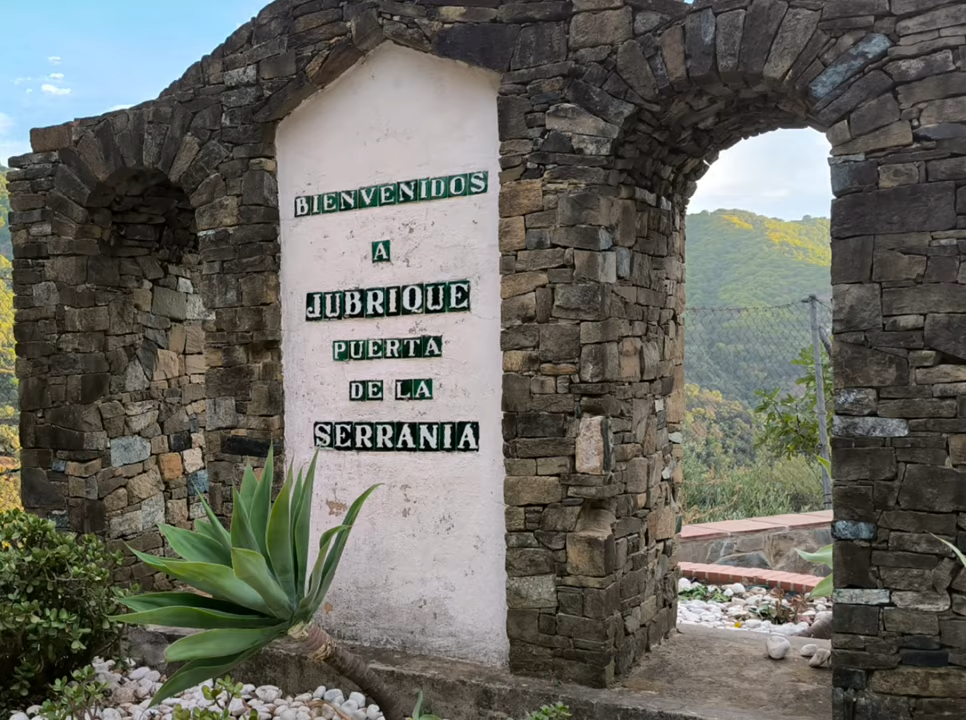 BIENVENIDOS
A
JUBRIQUE
PUERTA
DE LA
SERRANIA